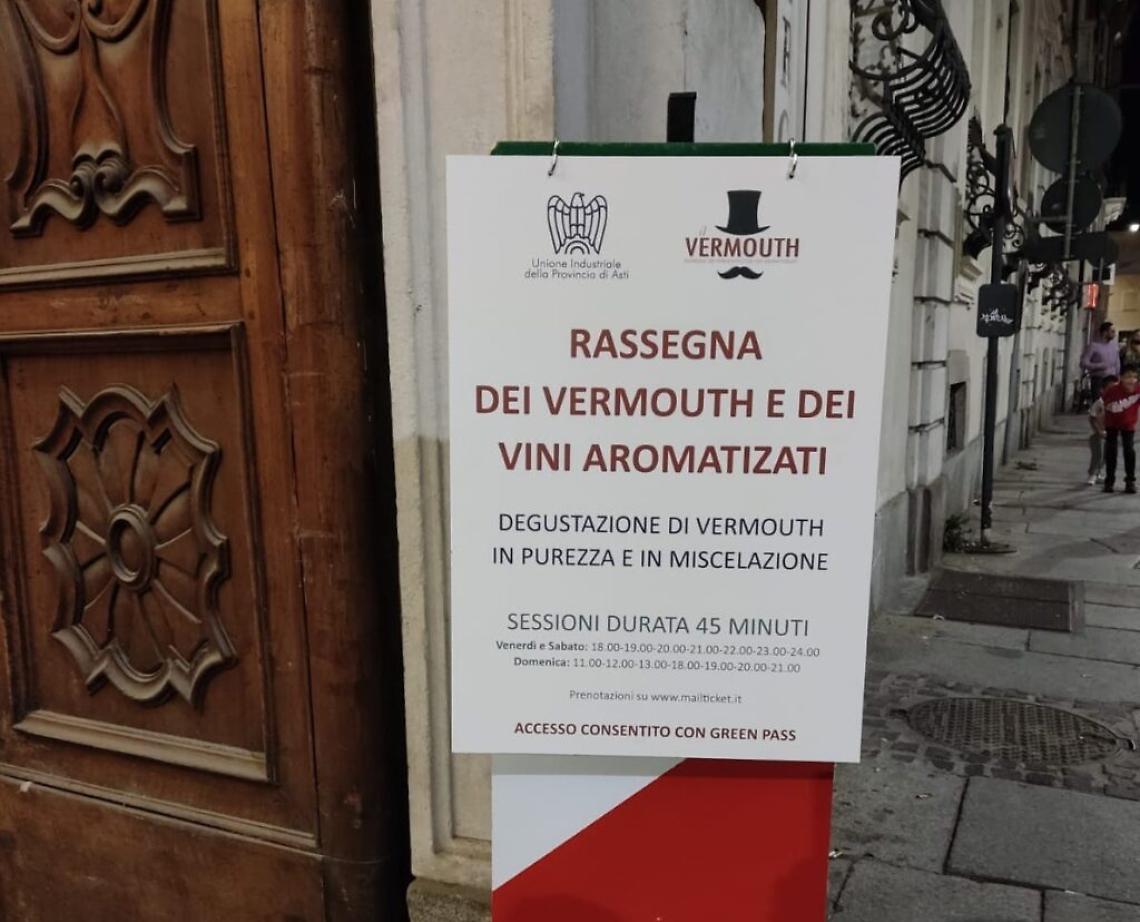 Unione Industriale
della Provincia di Asti
il
VERMOUTH
RASSEGNA
DEI VERMOUTH E DEI
VINI AROMATIZATI
DEGUSTAZIONE DI VERMOUTH
IN PUREZZA E IN MISCELAZIONE
SESSIONI DURATA 45 MINUTI
Venerdì e Sabato: 18.00-19.00-20.00-21.00-22.00-23.00-24.00
Domenica: 11.00-12.00-13.00-18.00-19.00-20.00-21.00
Prenotazioni su www.mailticket.it
ACCESSO CONSENTITO CON GREEN PASS